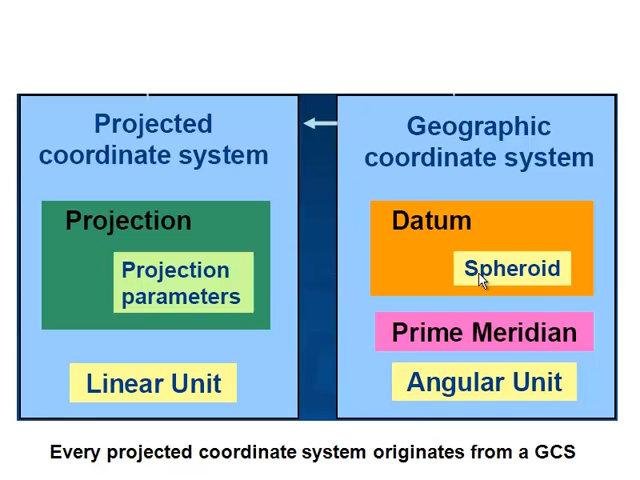 Projected
coordinate system
Projection
Projection
parameters
Linear Unit
Geographic
coordinate system
Datum
Spheroid
Prime Meridian
Angular Unit
Every projected coordinate system originates from a GCS